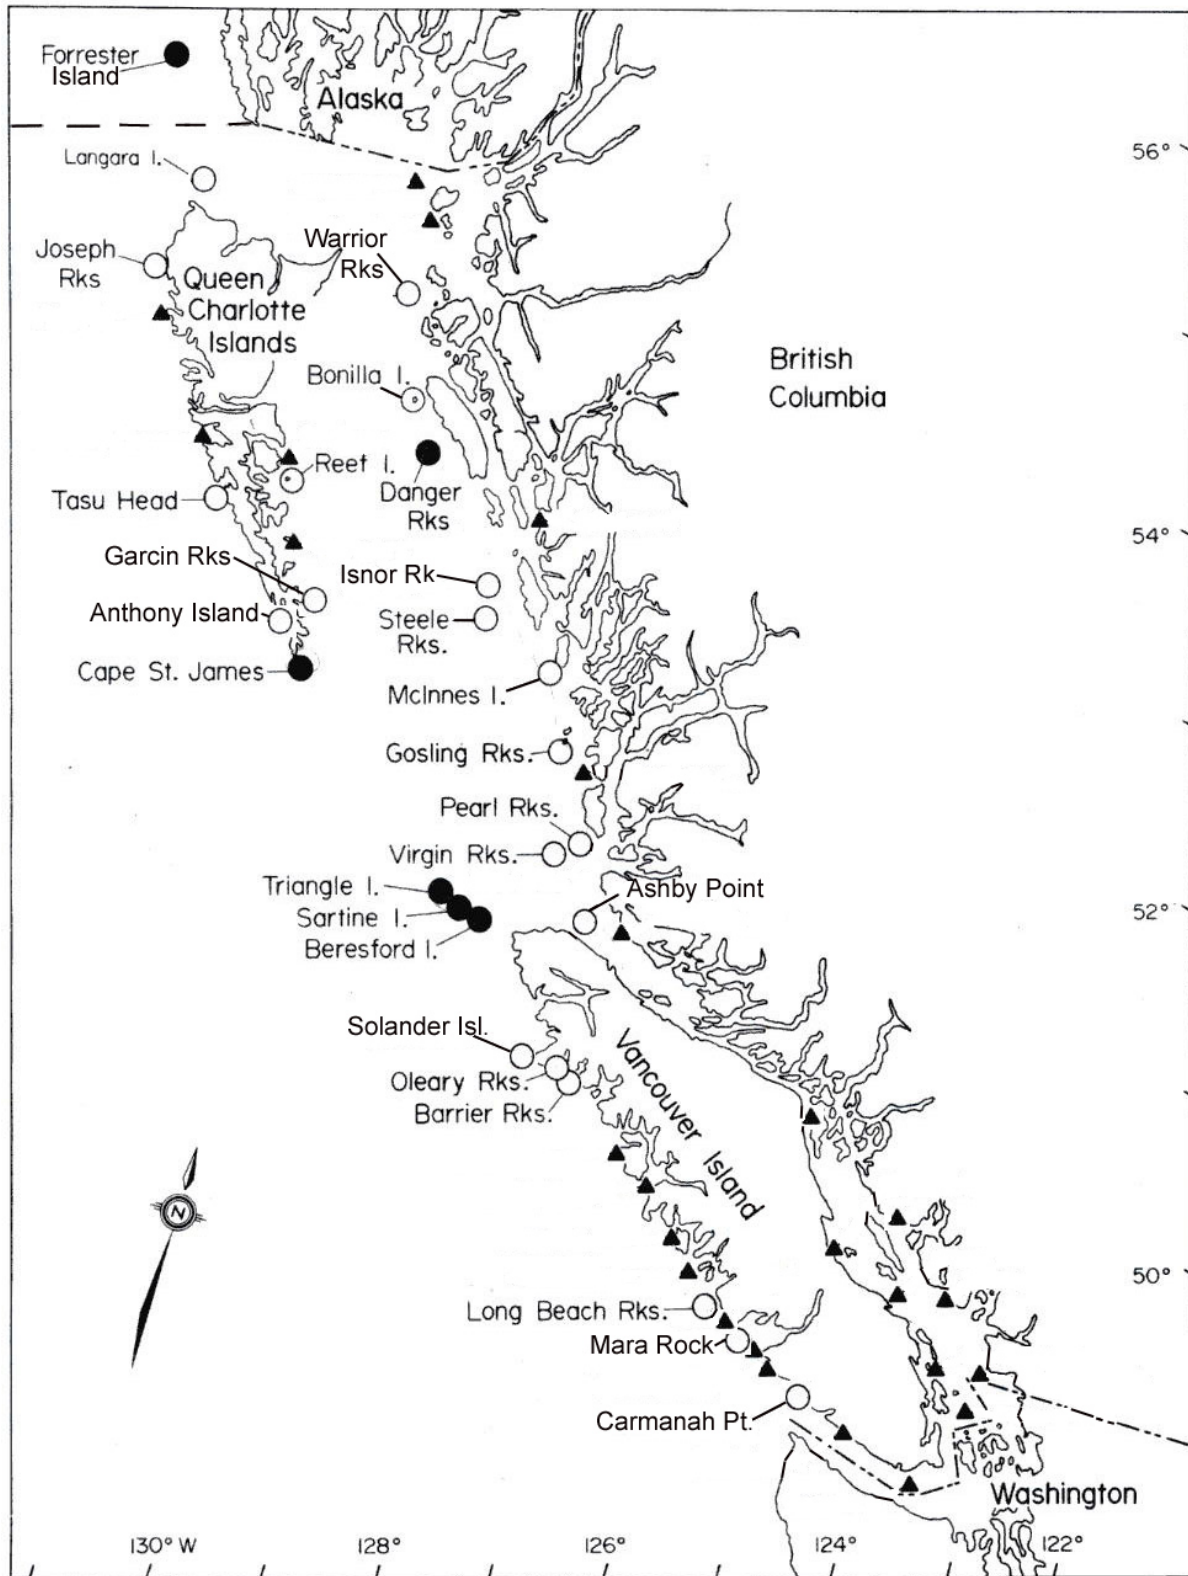 Forrester
Island
Alaska
56°
Langara I.
Joseph
Rks
Warrior
Rks
Queen
Charlotte
Islands
British
Columbia
Bonilla I.
Reef I.
Tasu Head
Danger
Rks
54°
Garcin Rks
Isnor Rk
Anthony Island
Steele
Rks.
Cape St. James
McInnes I.
Gosling Rks.
Pearl Rks.
Virgin Rks.
Triangle I.
Ashby Point
Sartine I.
52°
Beresford I.
Solander Isl.
Oleary Rks.
Barrier Rks.
Vancouver Island
N
50°
Long Beach Rks.
Mara Rock
Carmanah Pt.
Washington
130° W
128°
126°
124°
122°